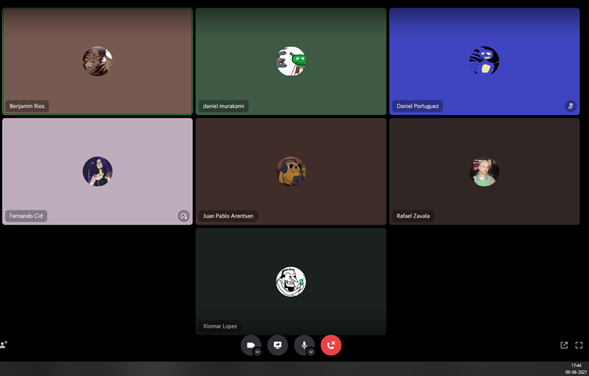 Benjamin Rios
daniel murakami
Daniel Portuguez
Fernando Cid
Juan Pablo Arentsen
Rafael Zavala
Xiomar Lopez
17:44
09-06-2021